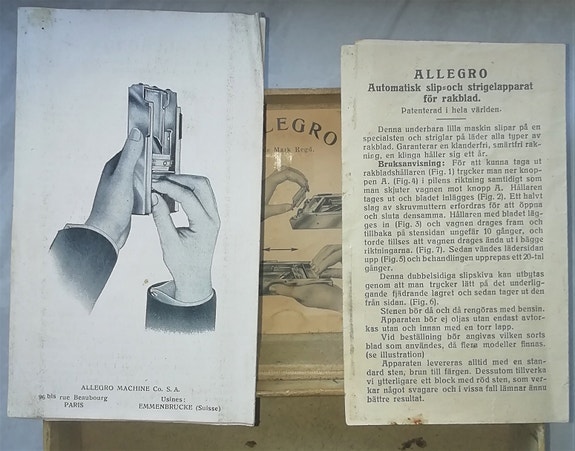 ALLEGRO MACHINE Co. S. A.
96 bis rue Beaubourg
PARIS
Usines:
EMMENBRUCKE (Suisse)
LLEGRO
Mark Regd.
ALLEGRO
Automatisk slip- och strigelapparat
för rakblad.
Patenterad i hela världen.
Denna underbara lilla maskin slipar på en
specialsten och striglar på läder alla typer av
rakblad. Garanterar en klanderfri, smärtfri rak-
ning, en klinga håller sig ett år.
Bruksanvisning: För att kunna taga ut
rakbladshållaren (Fig. 1) trycker man ner knop-
pen A. (Fig. 4) i pilens riktning samtidigt som
man skjuter vagnen mot knopp A. Hållaren
tages ut och bladet inlägges (Fig. 2). Ett halvt
slag av skruvmuttern erfordras för att öppna
och sluta densamma. Hållaren med bladet läg-
ges in (Fig. 3) och vagnen drages fram och
tillbaka på stensidan ungefär 10 gånger, och
torde tillses att vagnen drages ända ut i bägge
riktningarna. (Fig. 7). Sedan vändes lädersidan
upp (Fig. 5) och behandlingen upprepas ett 20-tal
gånger.
Denna dubbelsidiga slipskiva kan utbytas
genom att man trycker lätt på det underlig-
gande fjädrande lagret och sedan tager ut den
från sidan. (Fig. 6).
Stenen bör då och då rengöras med bensin.
Apparaten bör ej oljas utan endast avtor-
kas utan och innan med en torr lapp.
Vid beställning bör angivas vilken sorts
blad som användes, då flera modeller finnas.
(se illustration)
Apparaten levereras alltid med en stan-
dard sten, brun till färgen. Dessutom tillverka
vi ytterligare ett block med röd sten, som ver-
kar något svagare och i vissa fall lämnar ännu
bättre resultat.